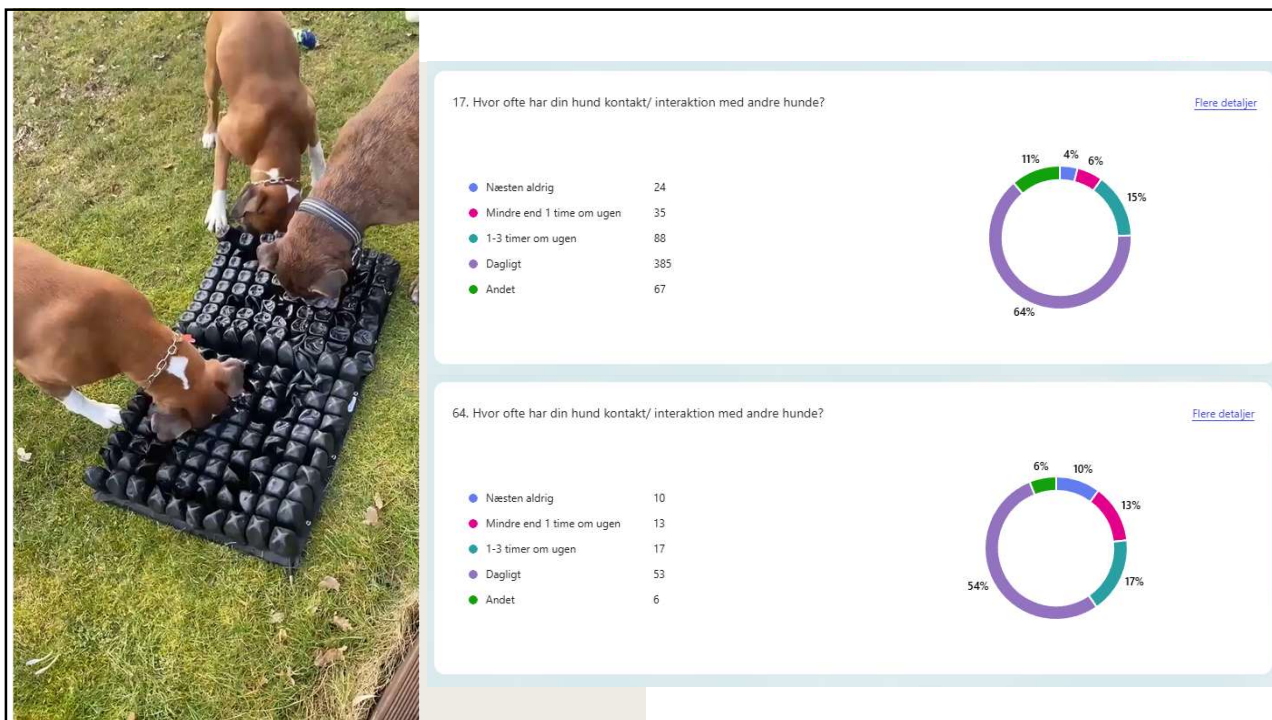 17. Hvor ofte har din hund kontakt/ interaktion med andre hunde?
Flere detaljer
Næsten aldrig 24
Mindre end 1 time om ugen 35
1-3 timer om ugen 88
Dagligt 385
Andet 67
11%
4%
6%
15%
64%
64. Hvor ofte har din hund kontakt/ interaktion med andre hunde?
Flere detaljer
Næsten aldrig 10
Mindre end 1 time om ugen 13
1-3 timer om ugen 17
Dagligt 53
Andet 6
6%
10%
13%
17%
54%